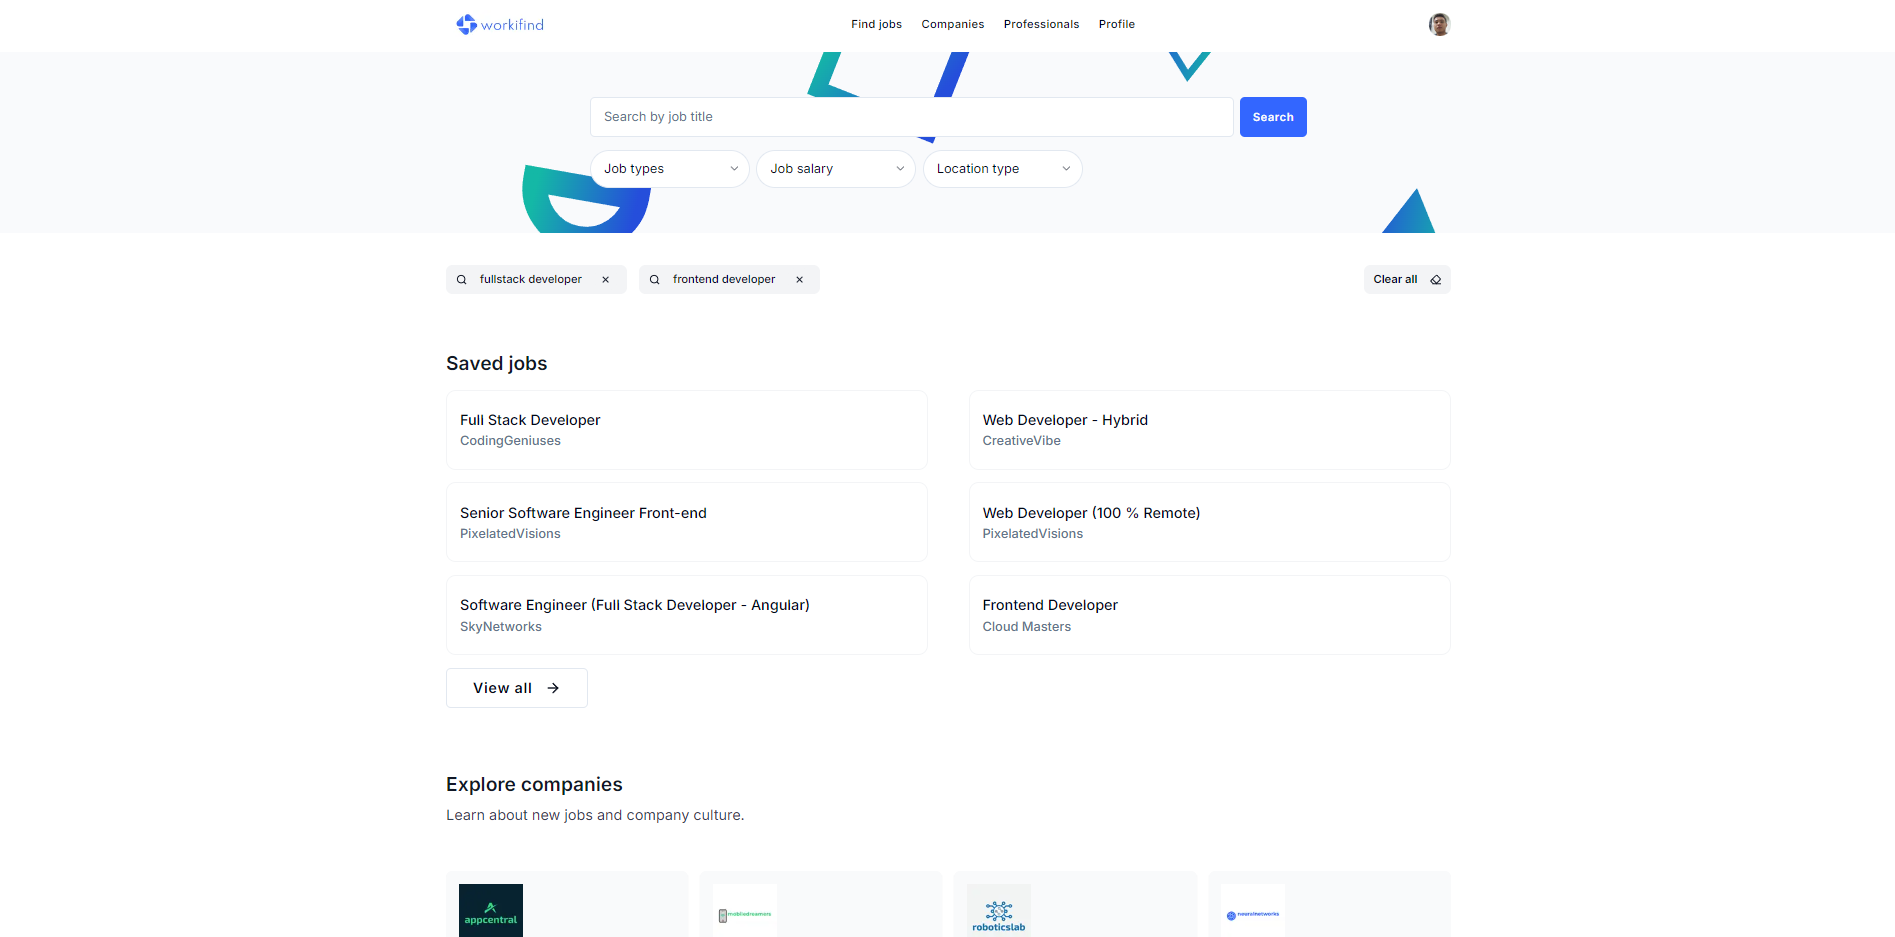 workifind
Find jobs Companies Professionals Profile
Search by job title
Search
Job types Job salary Location type
fullstack developer frontend developer
Clear all
Saved jobs
Full Stack Developer
CodingGeniuses
Web Developer - Hybrid
CreativeVibe
Senior Software Engineer Front-end
PixelatedVisions
Web Developer (100 % Remote)
PixelatedVisions
Software Engineer (Full Stack Developer - Angular)
SkyNetworks
Frontend Developer
Cloud Masters
View all
Explore companies
Learn about new jobs and company culture.
appcentral
mobiledreamers
roboticslab
neuralnetworks